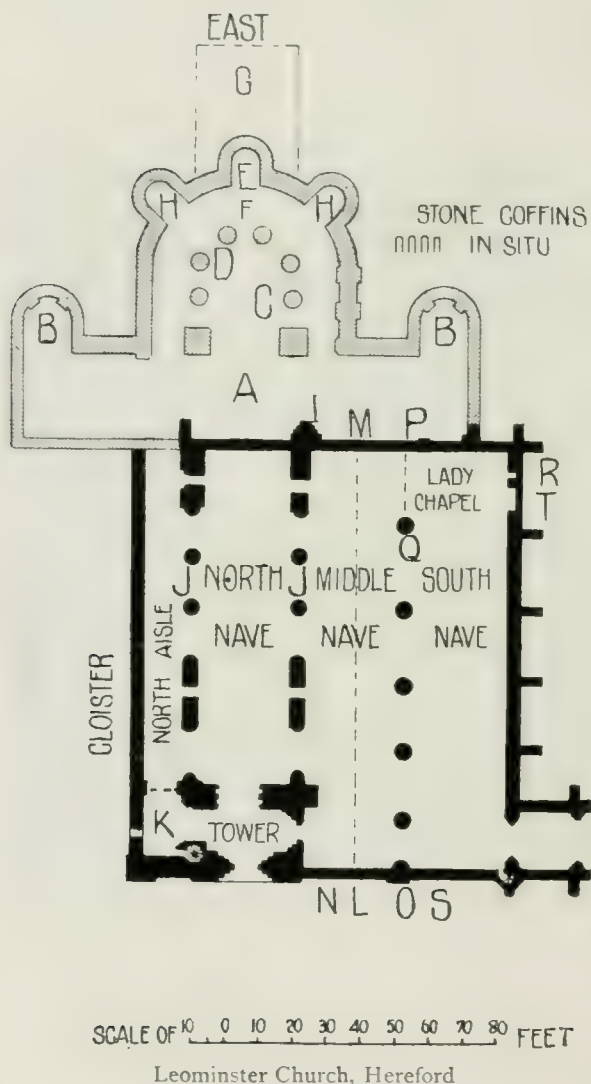 EAST
G
E
H F H
STONE COFFINS
IN SITU
D
C
B B
A
I M P
R
LADY
CHAPEL
T
Q
J NORTH J MIDDLE SOUTH
NAVE NAVE NAVE
NORTH AISLE
CLOISTER
K TOWER
N L O S
SCALE OF 10 0 10 20 30 40 50 60 70 80 FEET
Leominster Church, Hereford